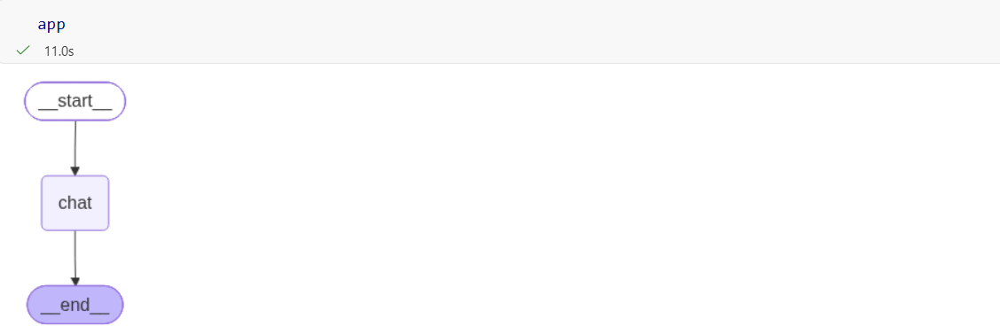 app
11.0s
__start__
chat
__end__